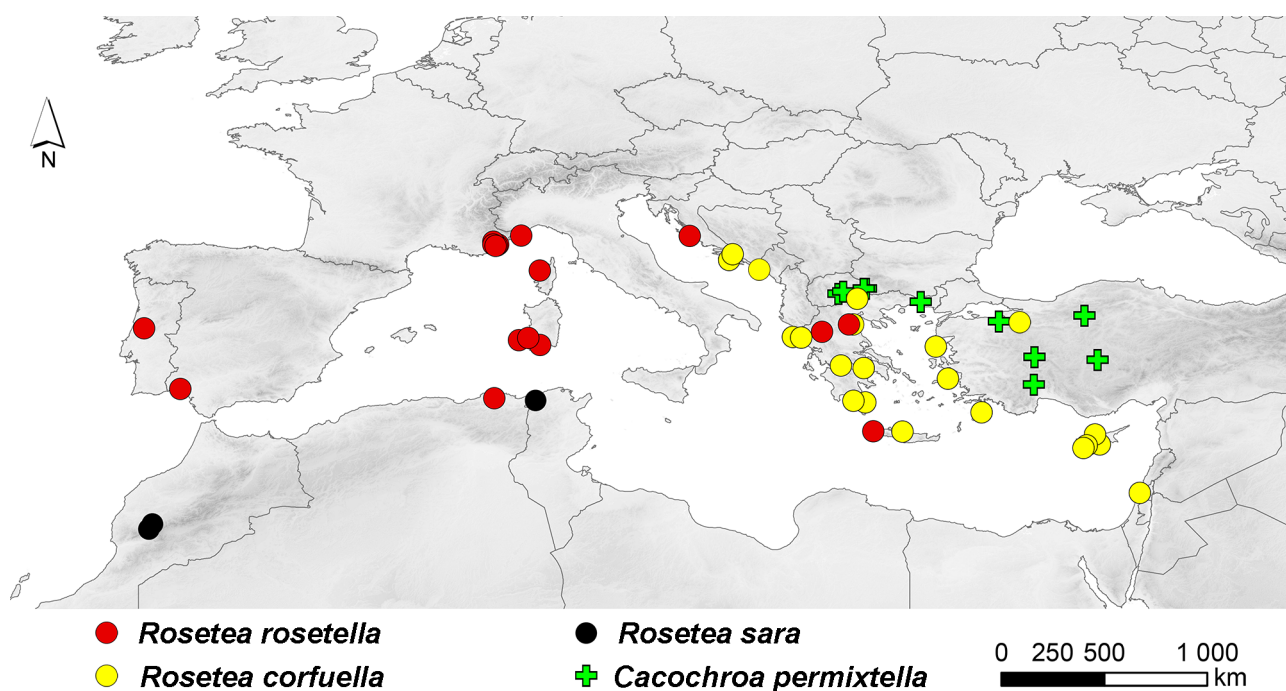 N
Rosetea rosetella
Rosetea sara
0 250 500 1 000
Rosetea corfuella
Cacochroa permixtella
km